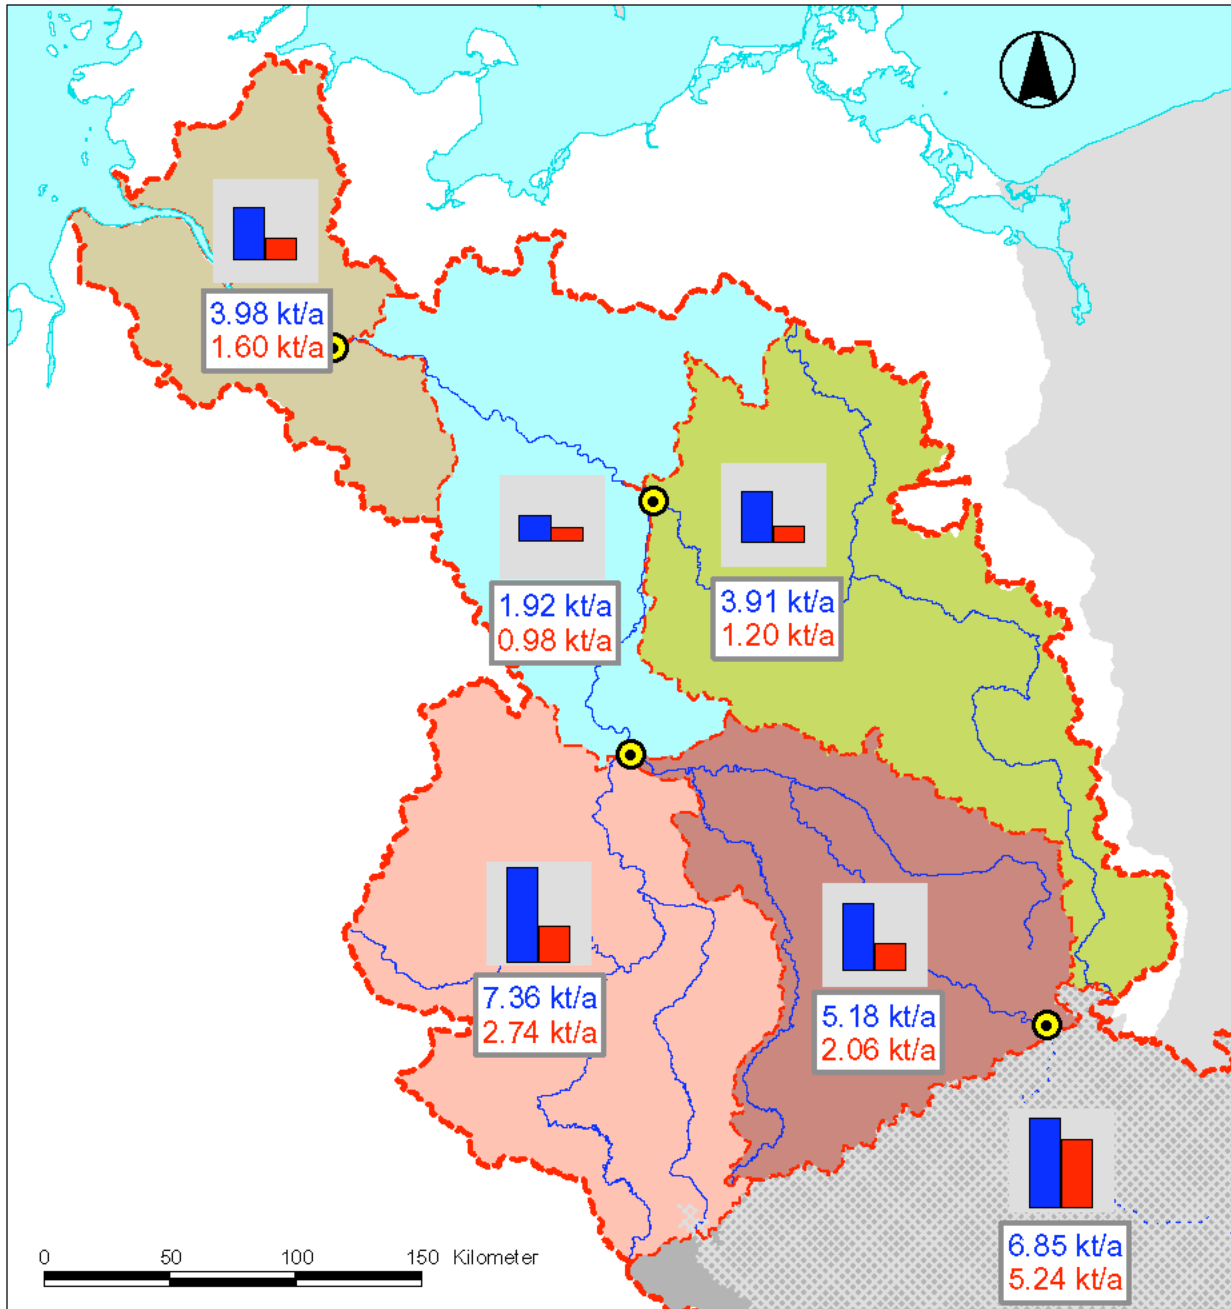 3.98 kt/a
1.60 kt/a
1.92 kt/a
0.98 kt/a
3.91 kt/a
1.20 kt/a
7.36 kt/a
2.74 kt/a
5.18 kt/a
2.06 kt/a
6.85 kt/a
5.24 kt/a
0 50 100 150 Kilometer